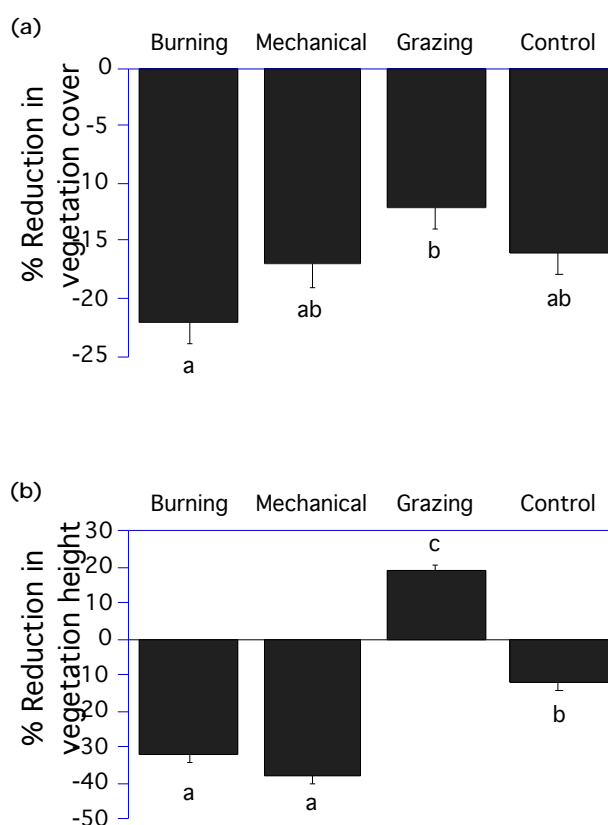 (a)
Burning Mechanical Grazing Control
0
-5
-10
-15
-20
-25
% Reduction in
vegetation cover
a
ab
b
ab
(b)
Burning Mechanical Grazing Control
30
20
10
0
-10
-20
-30
-40
-50
% Reduction in
vegetation height
a
a
c
b